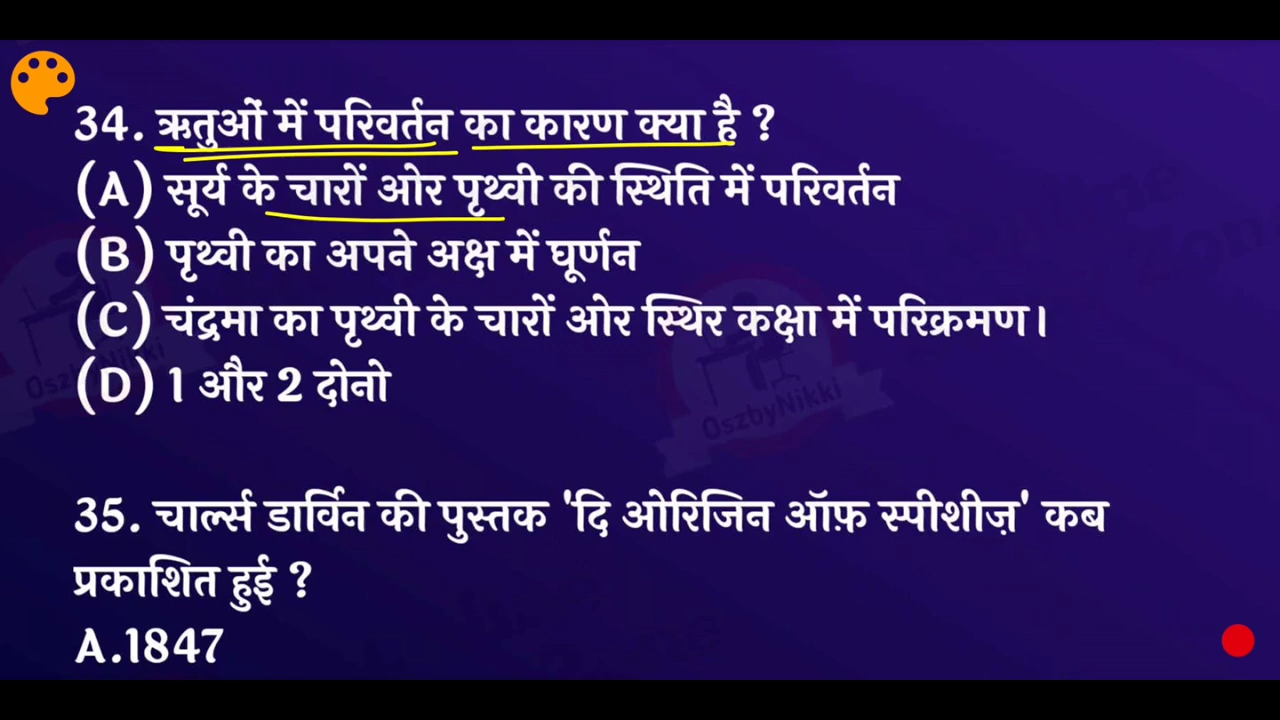 34. ऋतुओं में परिवर्तन का कारण क्या है ?
(A) सूर्य के चारों ओर पृथ्वी की स्थिति में परिवर्तन
(B) पृथ्वी का अपने अक्ष में घूर्णन
(C) चंद्रमा का पृथ्वी के चारों ओर स्थिर कक्षा में परिक्रमण।
(D) 1 और 2 दोनो
OszbyNikki
35. चार्ल्स डार्विन की पुस्तक 'दि ओरिजिन ऑफ़ स्पीशीज़' कब
प्रकाशित हुई ?
A.1847